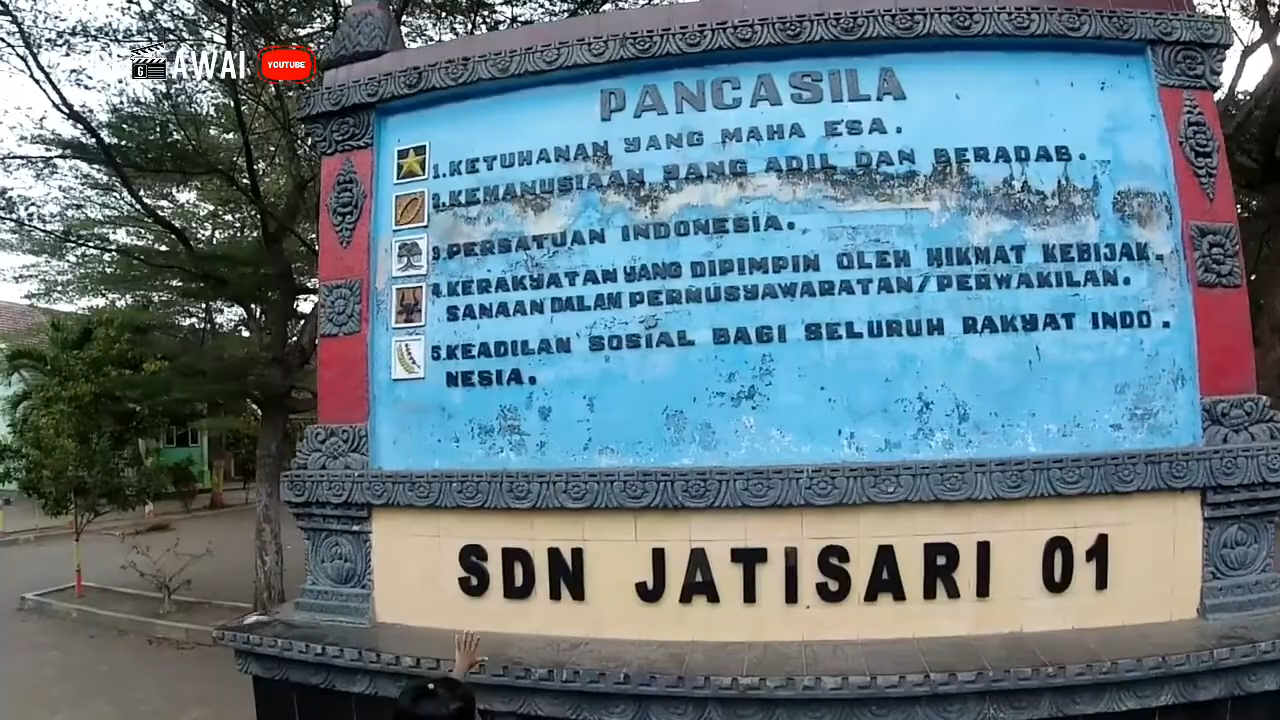 AWAI
YOUTUBE
PANCASILA
1.KETUHANAN YANG MAHA ESA.
2.KEMANUSIAAN YANG ADIL DAN BERADAB.
3.PERSATUAN INDONESIA.
4.KERAKYATAN YANG DIPIMPIN OLEH HIKMAT KEBIJAK-
SANAAN DALAM PERMUSYAWARATAN/PERWAKILAN.
5.KEADILAN SOSIAL BAGI SELURUH RAKYAT INDO-
NESIA.
SDN JATISARI 01